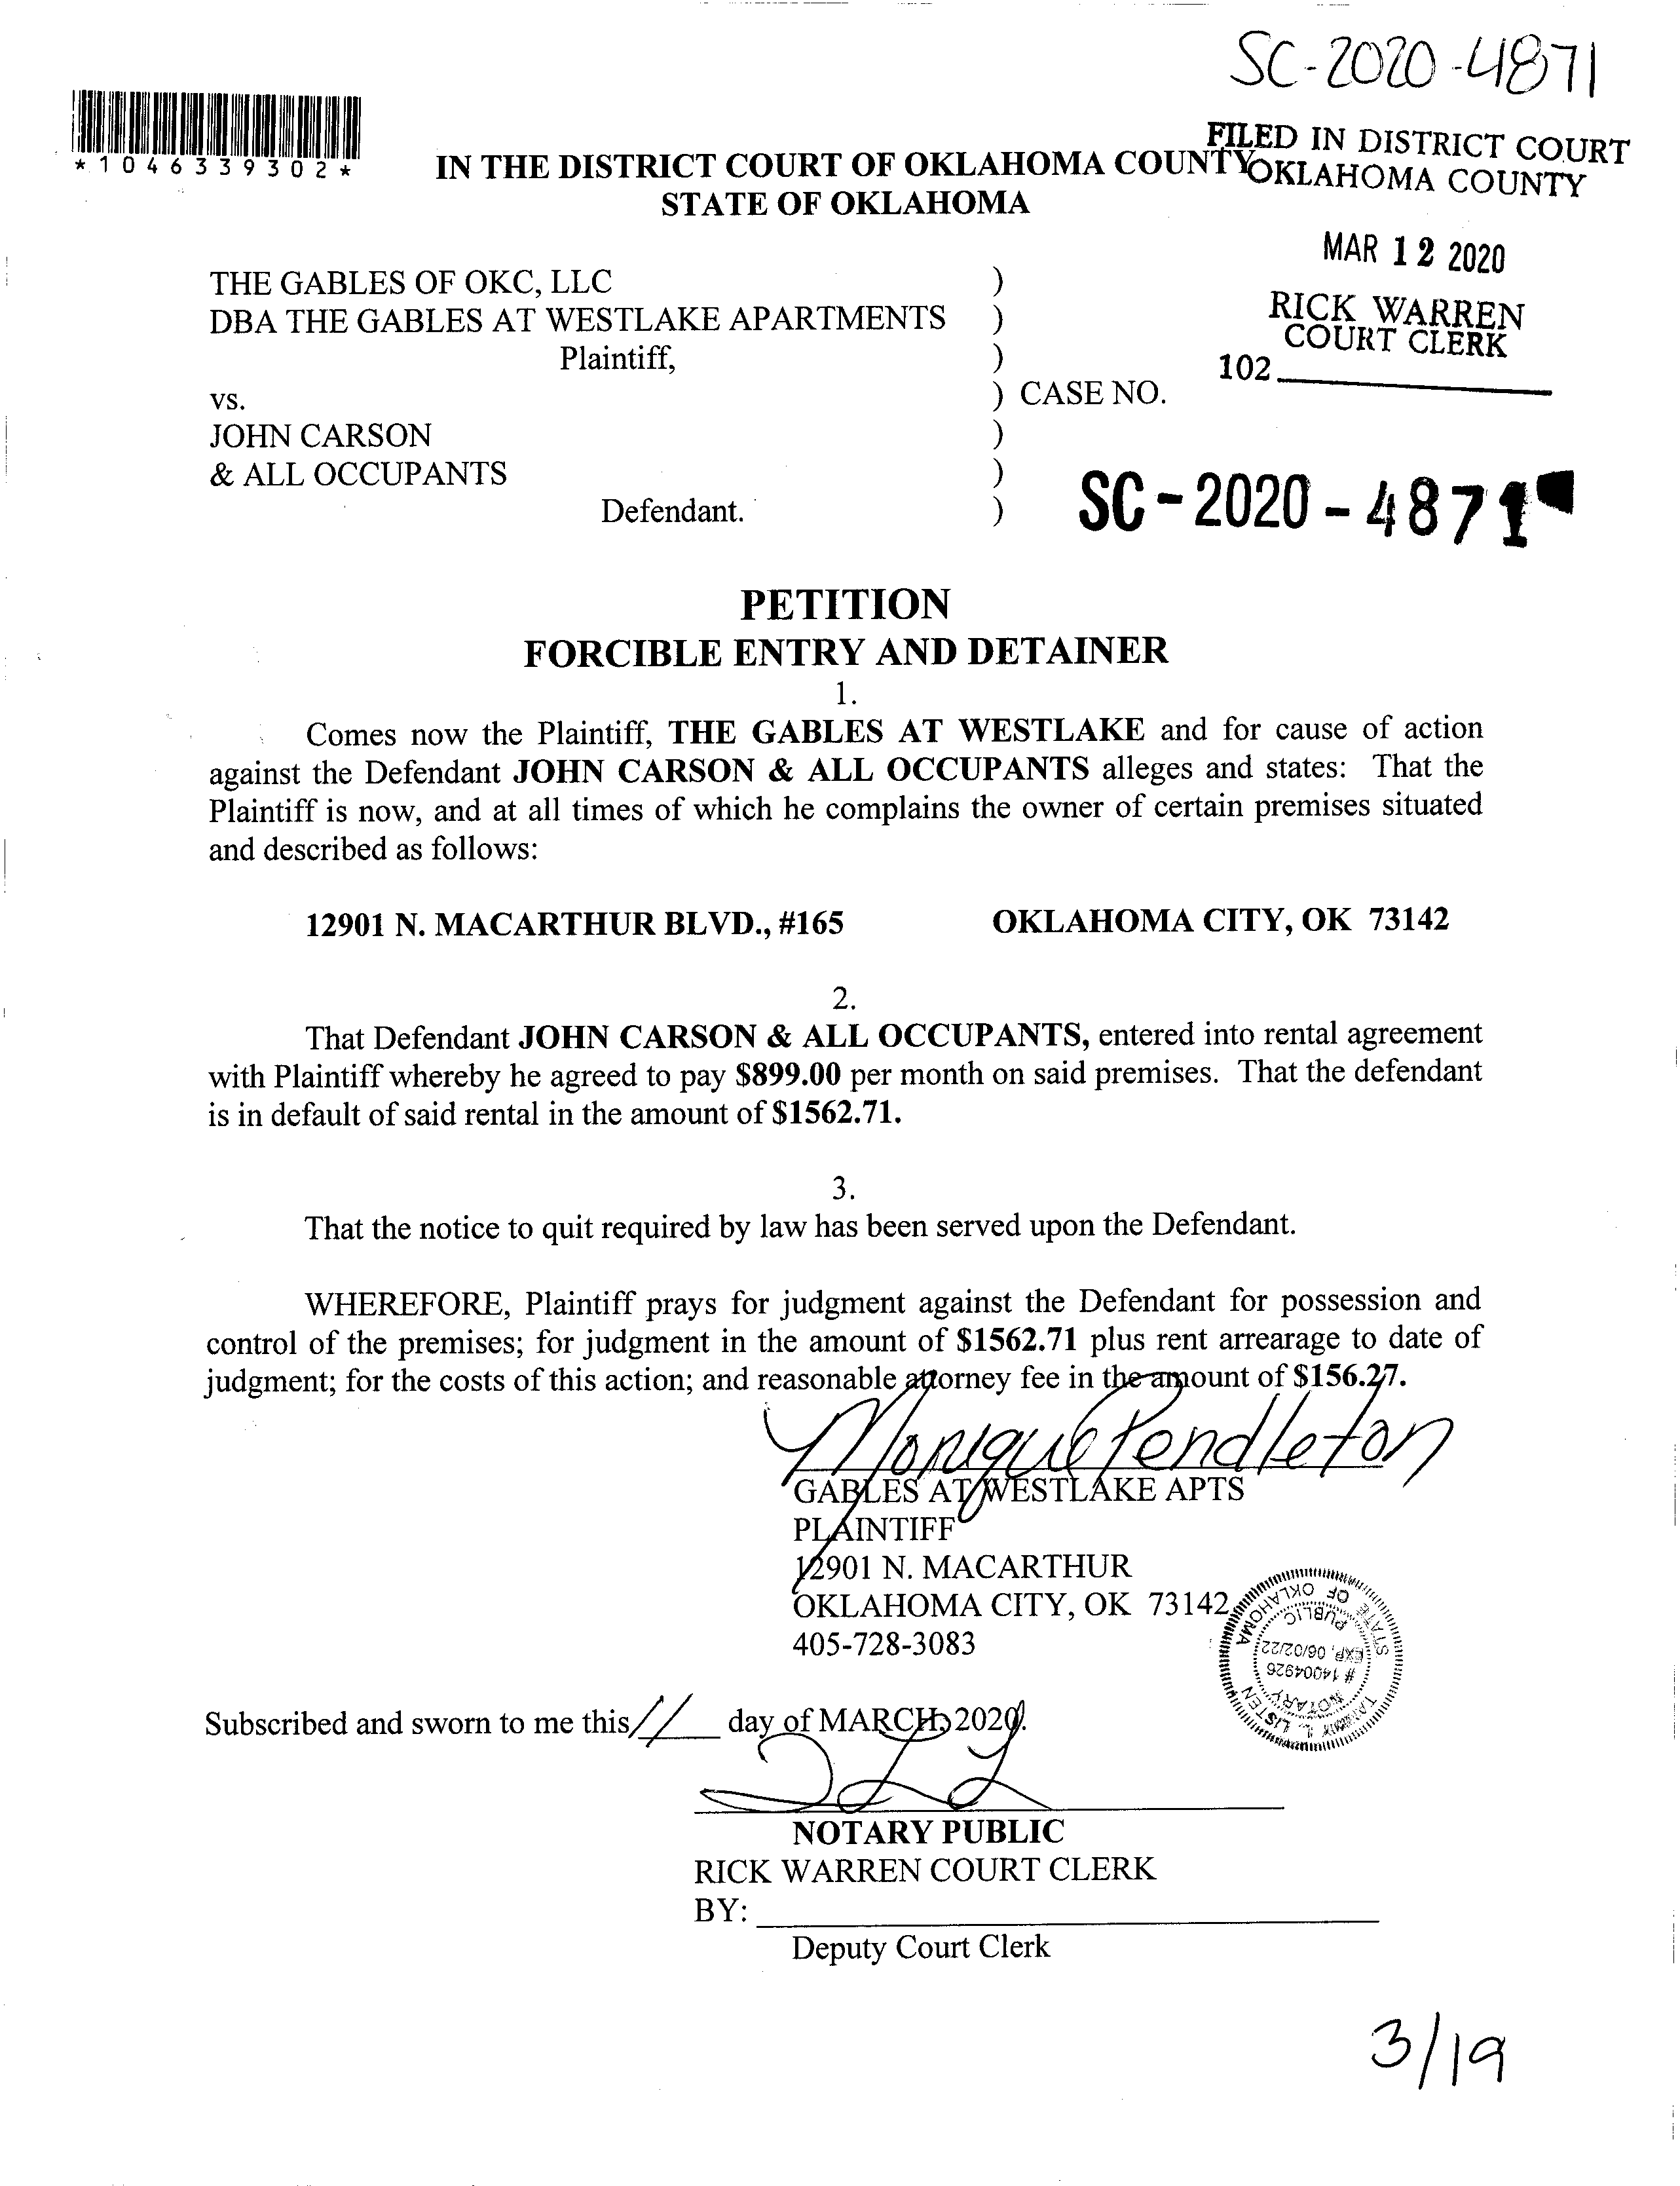 SC-2020-4871
FILED IN DISTRICT COURT
OKLAHOMA COUNTY
*1046339302*
IN THE DISTRICT COURT OF OKLAHOMA COUNTY
STATE OF OKLAHOMA
MAR 12 2020
RICK WARREN
COURT CLERK
102
THE GABLES OF OKC, LLC )
DBA THE GABLES AT WESTLAKE APARTMENTS )
Plaintiff, )
vs. ) CASE NO.
JOHN CARSON )
& ALL OCCUPANTS )
Defendant. )
SC-2020-4871
PETITION
FORCIBLE ENTRY AND DETAINER
1.
Comes now the Plaintiff, THE GABLES AT WESTLAKE and for cause of action
against the Defendant JOHN CARSON & ALL OCCUPANTS alleges and states: That the
Plaintiff is now, and at all times of which he complains the owner of certain premises situated
and described as follows:
12901 N. MACARTHUR BLVD., #165 OKLAHOMA CITY, OK 73142
2.
That Defendant JOHN CARSON & ALL OCCUPANTS, entered into rental agreement
with Plaintiff whereby he agreed to pay $899.00 per month on said premises. That the defendant
is in default of said rental in the amount of $1562.71.
3.
That the notice to quit required by law has been served upon the Defendant.
WHEREFORE, Plaintiff prays for judgment against the Defendant for possession and
control of the premises; for judgment in the amount of $1562.71 plus rent arrearage to date of
judgment; for the costs of this action; and reasonable attorney fee in the amount of $156.27.
Monique Pendleton
GABLES AT WESTLAKE APTS
PLAINTIFF
12901 N. MACARTHUR
OKLAHOMA CITY, OK 73142
405-728-3083
L. LISTEN
NOTARY
# 14004926
EXP. 06/02/22
PUBLIC
STATE OF OKLAHOMA
Subscribed and sworn to me this 11 day of MARCH, 2020.
NOTARY PUBLIC
RICK WARREN COURT CLERK
BY:
Deputy Court Clerk
3/19